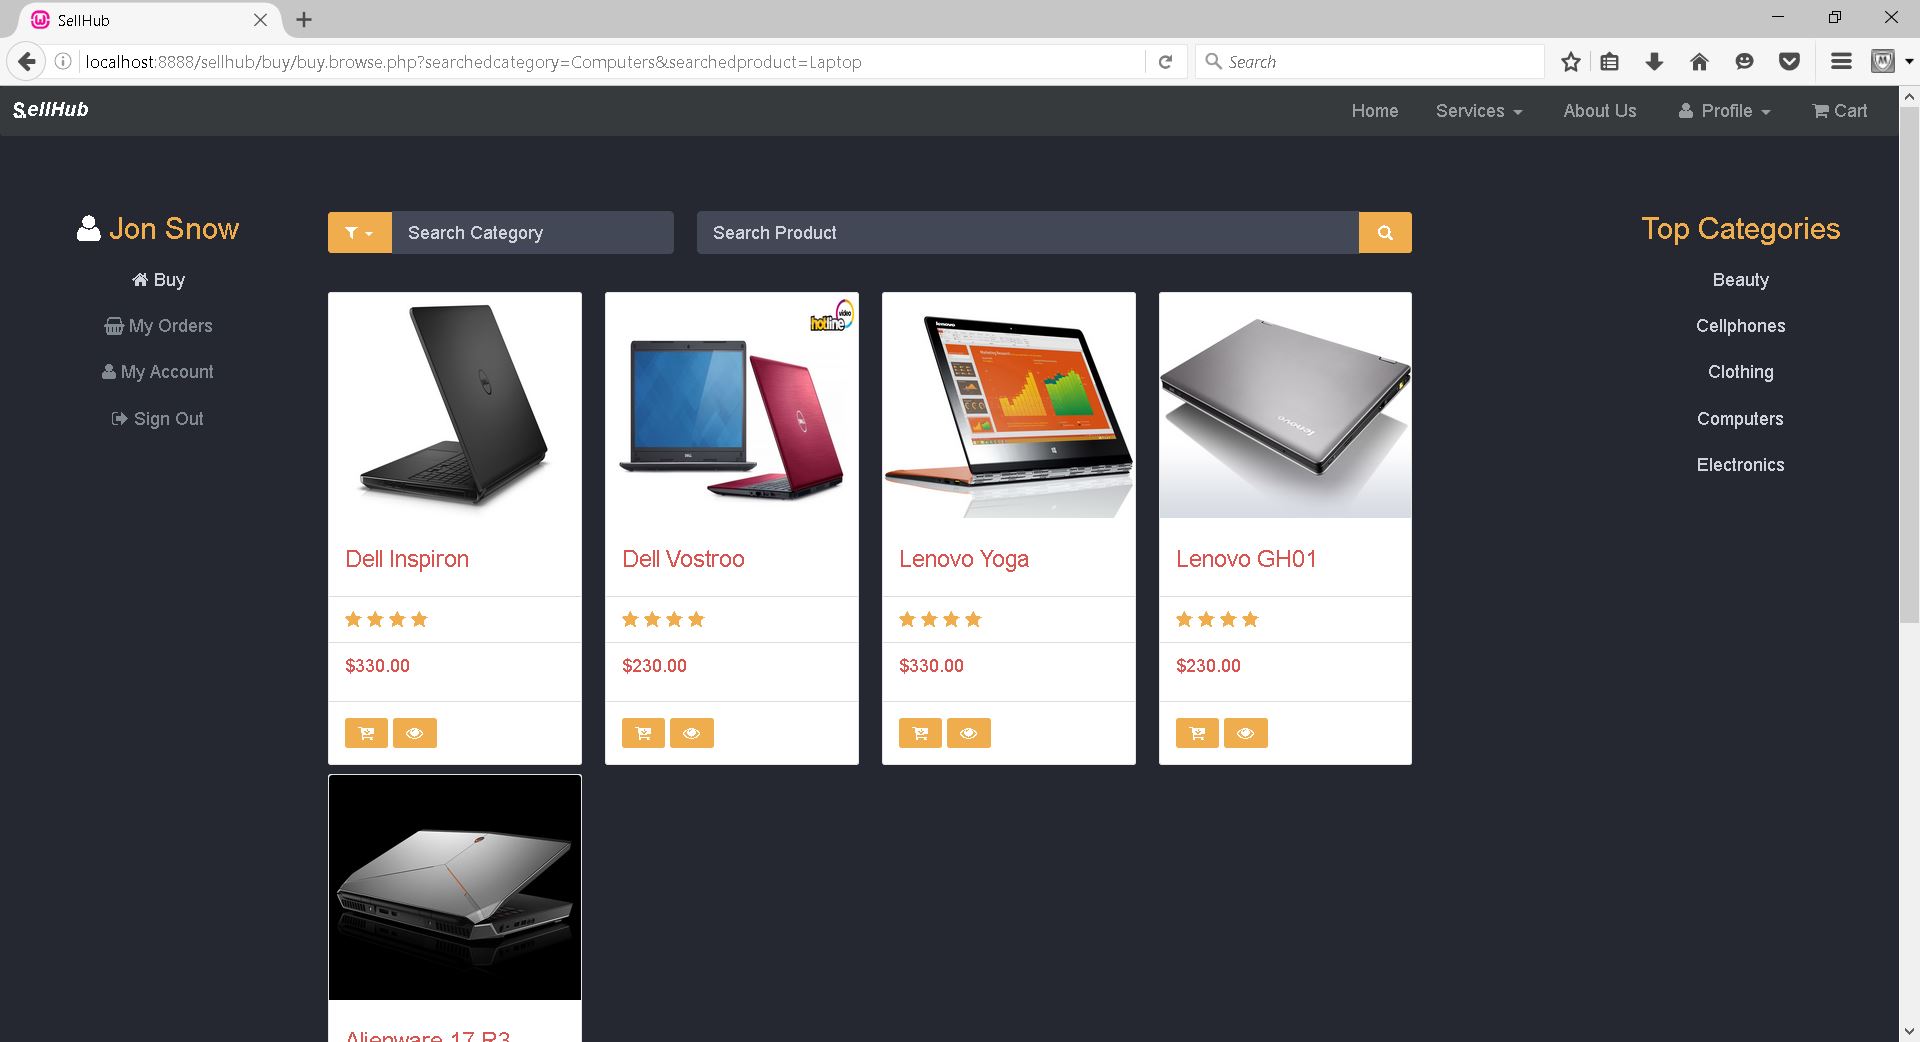 SellHub
localhost:8888/sellhub/buy/buy.browse.php?searchedcategory=Computers&searchedproduct=Laptop
Search
SellHub
Home Services About Us Profile Cart
Jon Snow
Buy
My Orders
My Account
Sign Out
Search Category
Search Product
Top Categories
Beauty
Cellphones
Clothing
Computers
Electronics
hotline video
DELL
lenovo
lenovo
Dell Inspiron
$330.00
Dell Vostroo
$230.00
Lenovo Yoga
$330.00
Lenovo GH01
$230.00
Alienware 17 R3